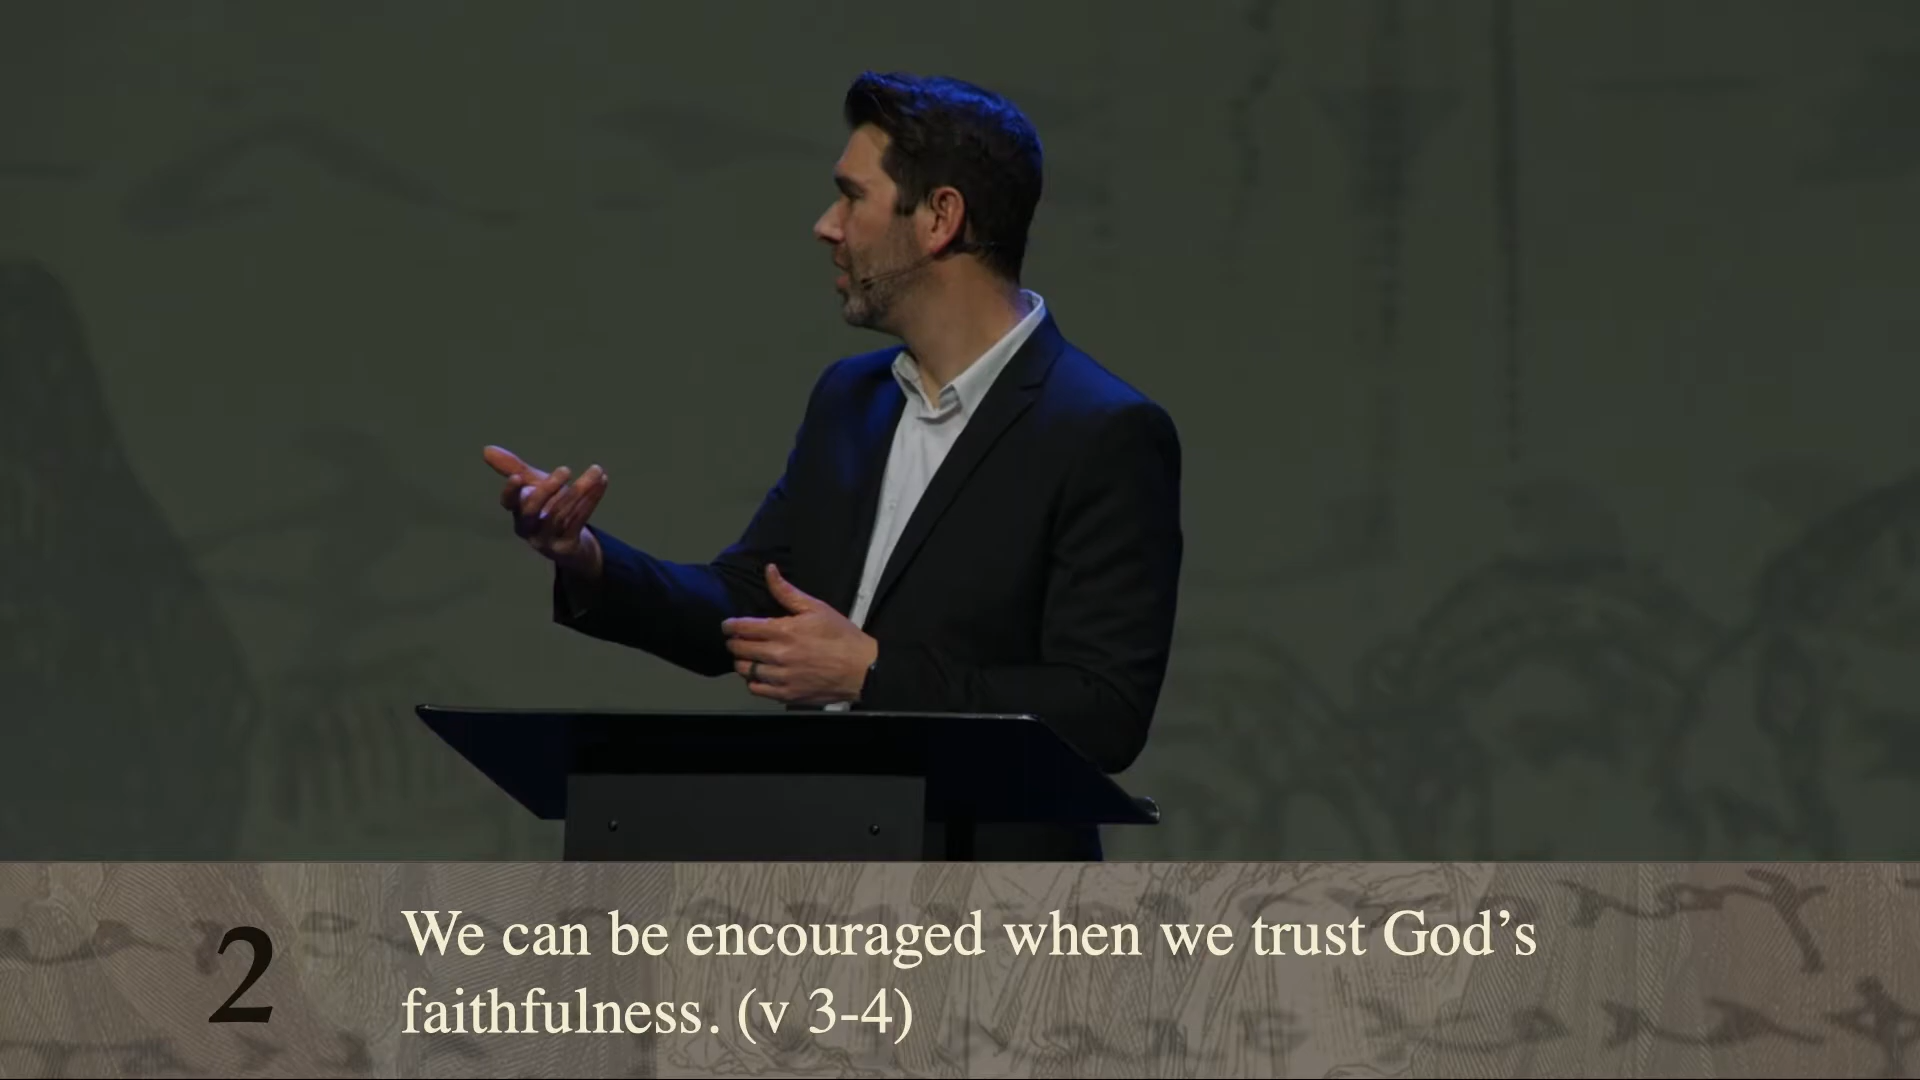 2
We can be encouraged when we trust God’s
faithfulness. (v 3-4)